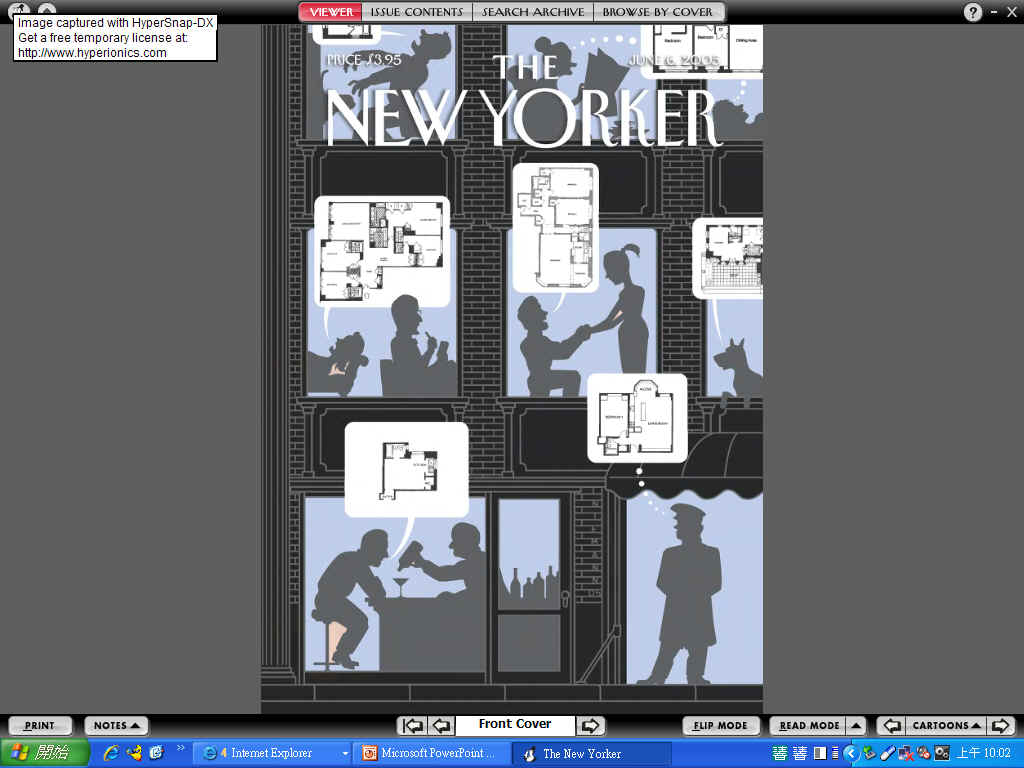 VIEWER
ISSUE CONTENTS
SEARCH ARCHIVE
BROWSE BY COVER
?
Image captured with HyperSnap-DX
Get a free temporary license at:
http://www.hyperionics.com
PRICE $3.95
THE
JUNE 6, 2005
NEW YORKER
PRINT
NOTES
Front Cover
FLIP MODE
READ MODE
CARTOONS
開始
4 Internet Explorer
Microsoft PowerPoint ...
The New Yorker
上午 10:02